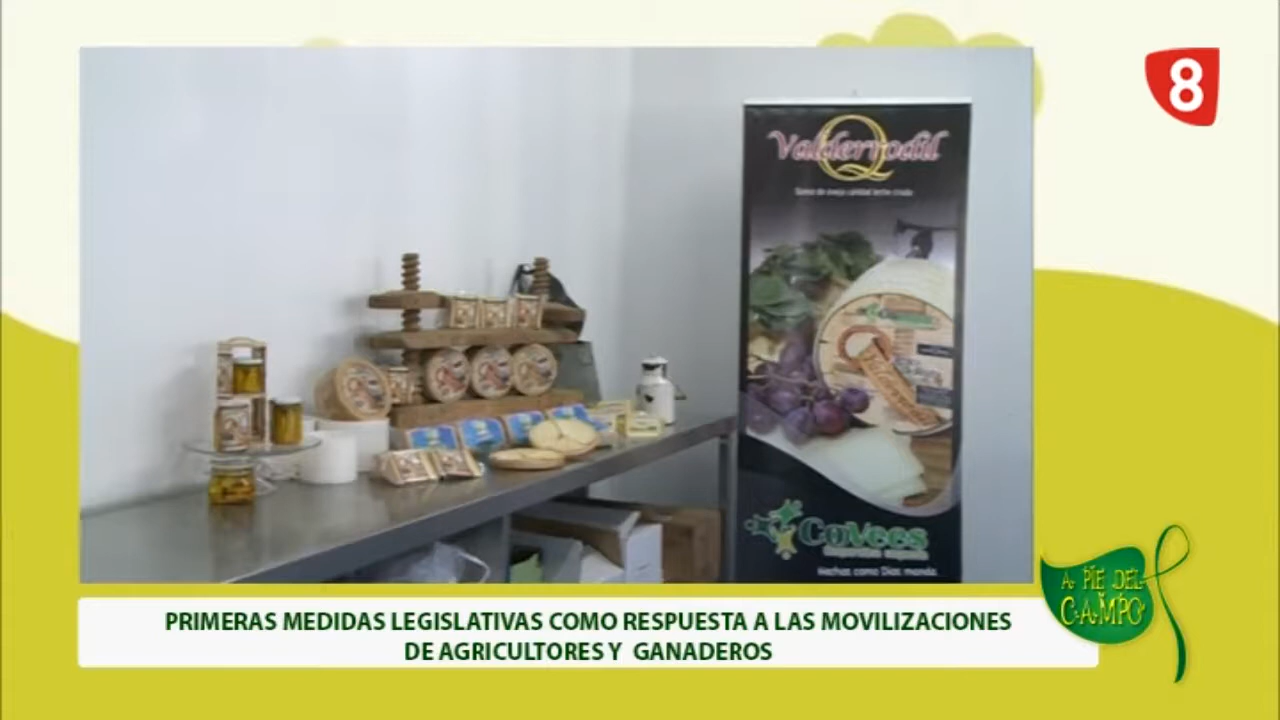 8
Valderrodil
Q
CoVees
Hechos como Dios manda.
A PIE DEL
CAMPO
PRIMERAS MEDIDAS LEGISLATIVAS COMO RESPUESTA A LAS MOVILIZACIONES
DE AGRICULTORES Y GANADEROS